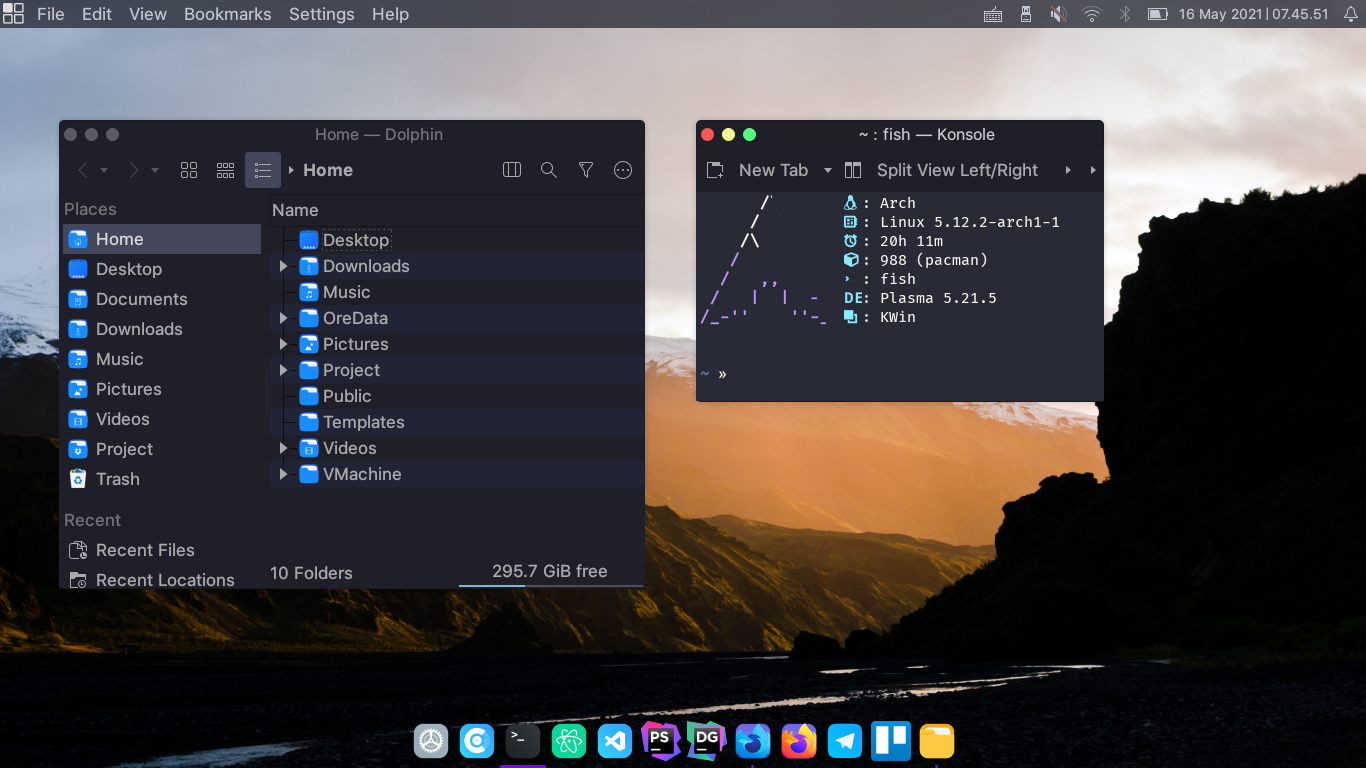 File Edit View Bookmarks Settings Help
16 May 2021 | 07.45.51
Home — Dolphin
Home
Places
Home
Desktop
Documents
Downloads
Music
Pictures
Videos
Project
Trash
Recent
Recent Files
Recent Locations
Name
Desktop
Downloads
Music
OreData
Pictures
Project
Public
Templates
Videos
VMachine
10 Folders
295.7 GiB free
~ : fish — Konsole
New Tab
Split View Left/Right
: Arch
: Linux 5.12.2-arch1-1
: 20h 11m
: 988 (pacman)
: fish
DE: Plasma 5.21.5
: KWin
~ »
>_
PS
DG